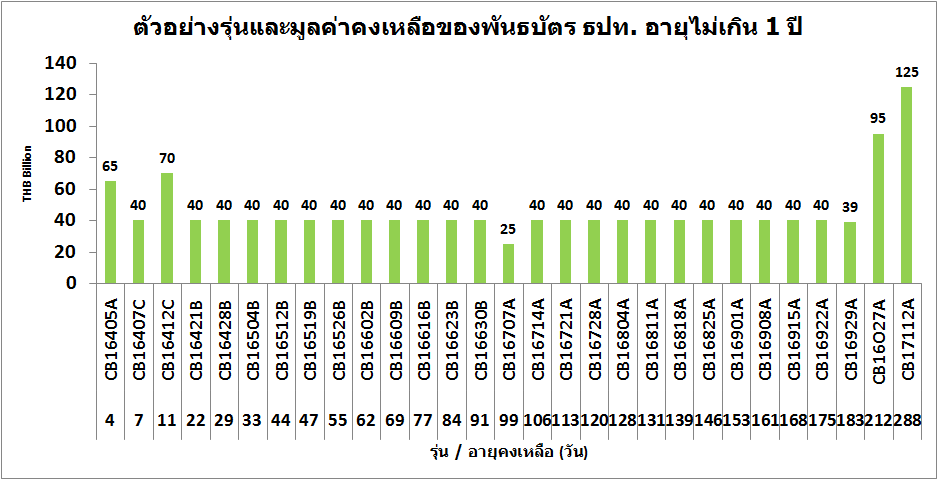 ตัวอย่างรุ่นและมูลค่าคงเหลือของพันธบัตร ธปท. อายุไม่เกิน 1 ปี
THB Billion
140
120
100
80
60
40
20
0
65 40 70 40 40 40 40 40 40 40 40 40 40 40 25 40 40 40 40 40 40 40 40 40 40 40 39 95 125
CB16405A CB16407C CB16412C CB16421B CB16428B CB16504B CB16512B CB16519B CB16526B CB16602B CB16609B CB16616B CB16623B CB16630B CB16707A CB16714A CB16721A CB16728A CB16804A CB16811A CB16818A CB16825A CB16901A CB16908A CB16915A CB16922A CB16929A CB16O27A CB17112A
4 7 11 22 29 33 44 47 55 62 69 77 84 91 99 106 113 120 128 131 139 146 153 161 168 175 183 212 288
รุ่น / อายุคงเหลือ (วัน)